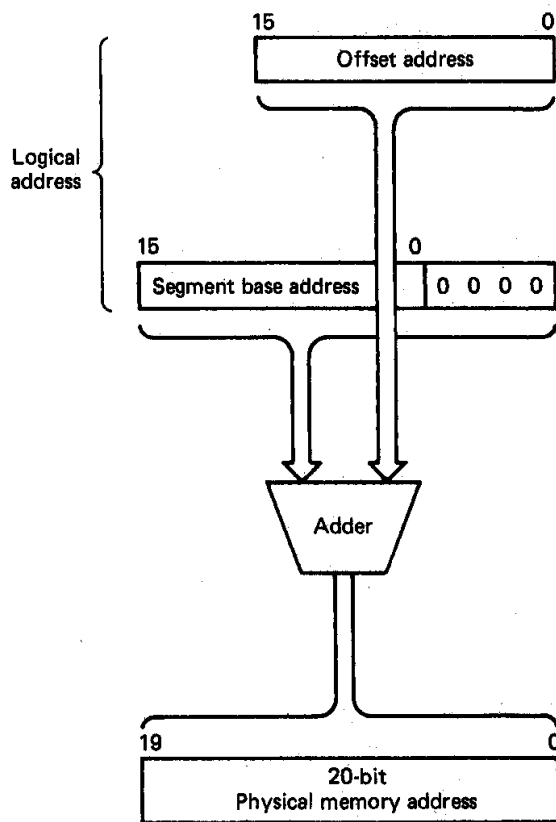 15 0
Offset address
Logical
address
15 0
Segment base address 0 0 0 0
Adder
19 0
20-bit
Physical memory address